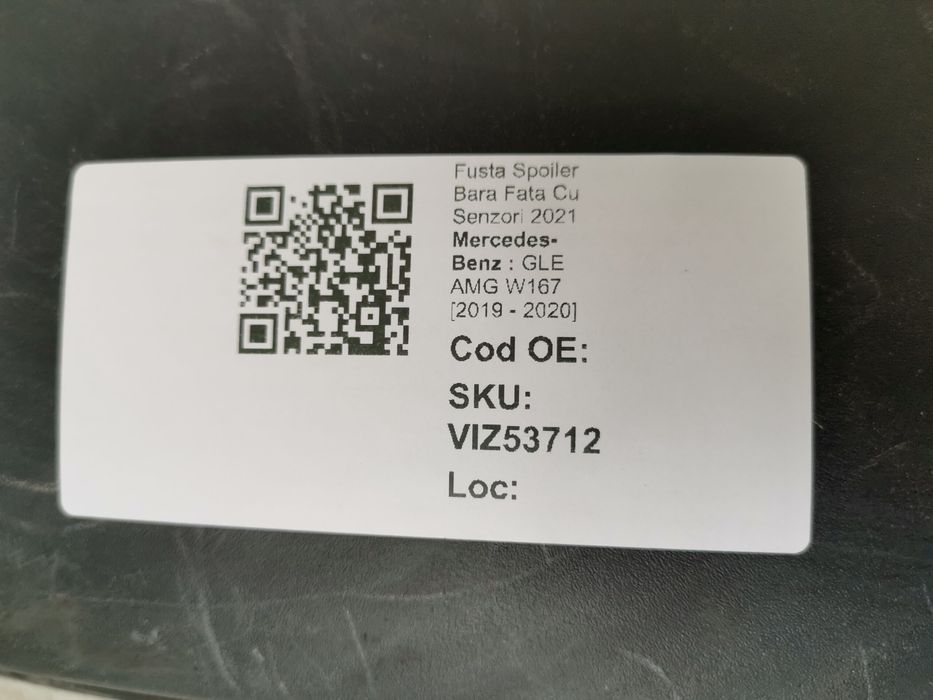 Fusta Spoiler
Bara Fata Cu
Senzori 2021
Mercedes-
Benz : GLE
AMG W167
[2019 - 2020]
Cod OE:
SKU:
VIZ53712
Loc: